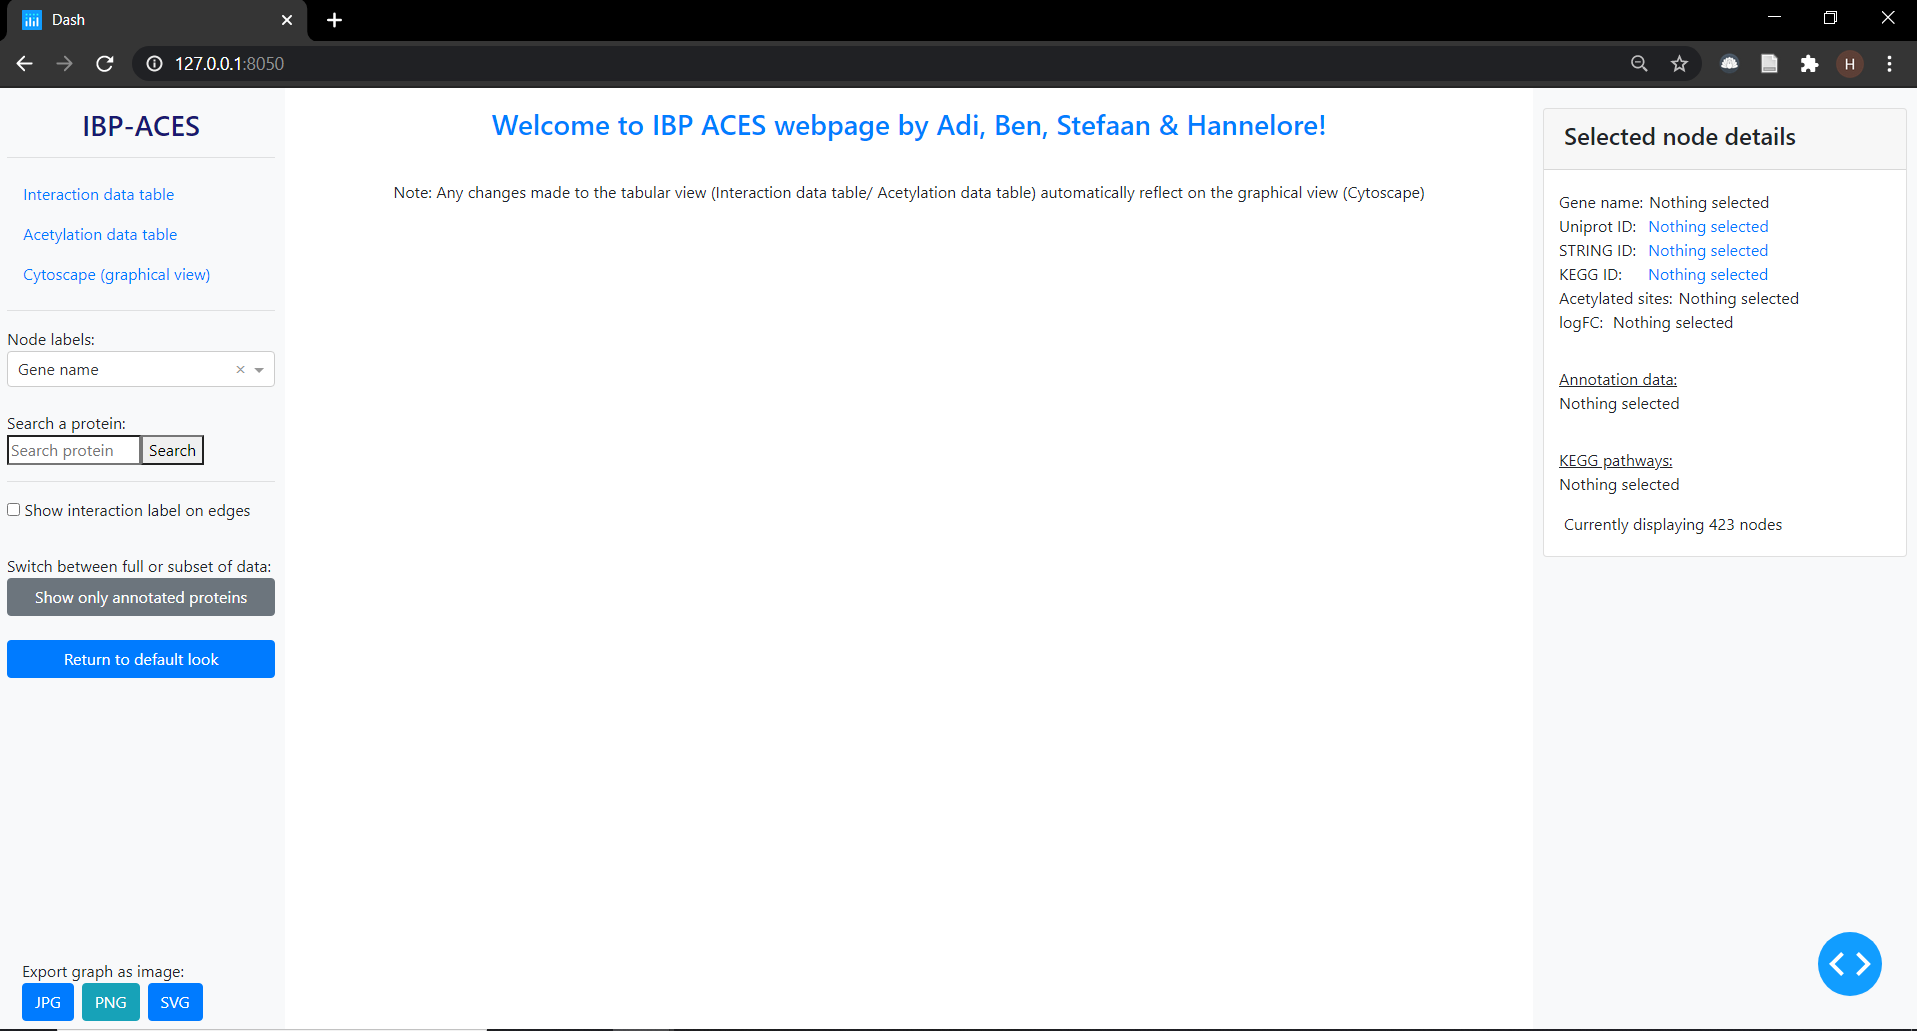 Dash
127.0.0.1:8050
H
IBP-ACES
Interaction data table
Acetylation data table
Cytoscape (graphical view)
Node labels:
Gene name
Search a protein:
Search protein Search
Show interaction label on edges
Switch between full or subset of data:
Show only annotated proteins
Return to default look
Export graph as image:
JPG PNG SVG
Welcome to IBP ACES webpage by Adi, Ben, Stefaan & Hannelore!
Note: Any changes made to the tabular view (Interaction data table/ Acetylation data table) automatically reflect on the graphical view (Cytoscape)
Selected node details
Gene name: Nothing selected
Uniprot ID: Nothing selected
STRING ID: Nothing selected
KEGG ID: Nothing selected
Acetylated sites: Nothing selected
logFC: Nothing selected
Annotation data:
Nothing selected
KEGG pathways:
Nothing selected
Currently displaying 423 nodes